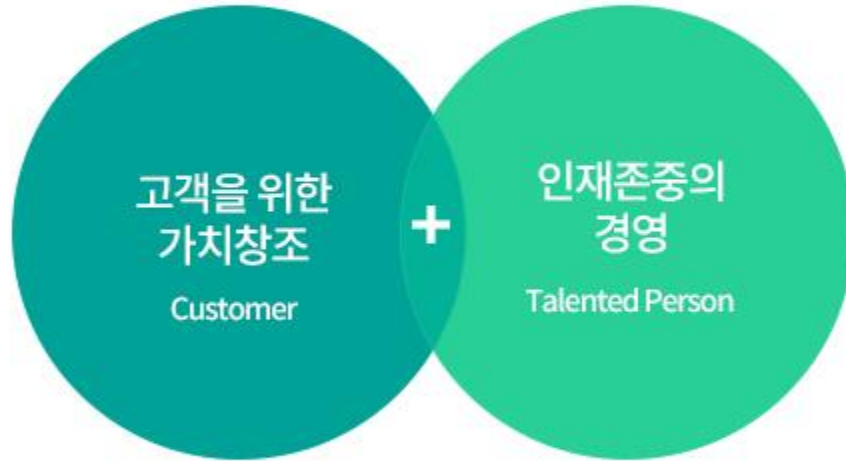 고객을 위한
가치창조
Customer
+
인재존중의
경영
Talented Person